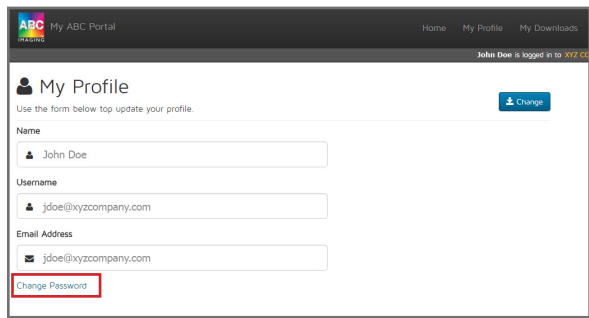 ABC
IMAGING
My ABC Portal
Home My Profile My Downloads
John Doe is logged in to XYZ CO
My Profile
Use the form below top update your profile.
Change
Name
John Doe
Username
jdoe@xyzcompany.com
Email Address
jdoe@xyzcompany.com
Change Password